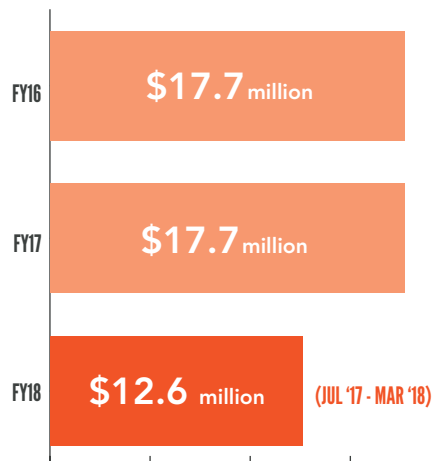 FY16 $17.7 million
FY17 $17.7 million
FY18 $12.6 million (JUL ‘17 - MAR ‘18)